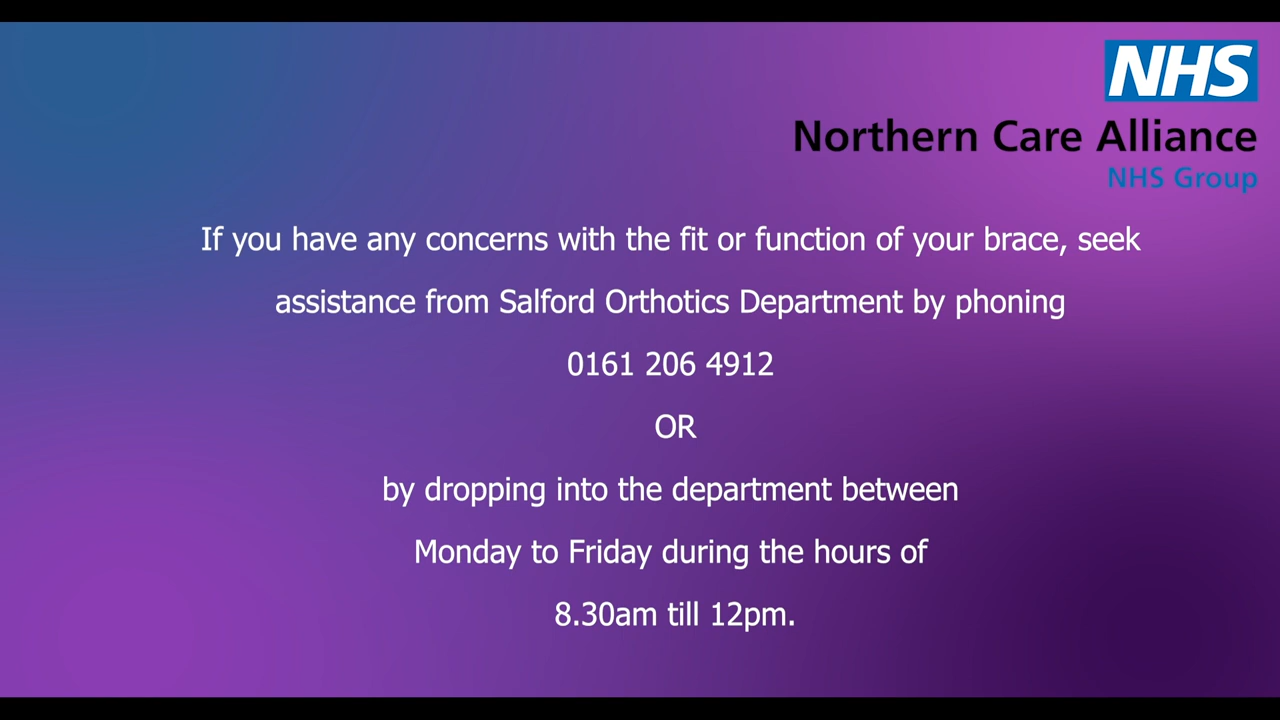 NHS
Northern Care Alliance
NHS Group
If you have any concerns with the fit or function of your brace, seek
assistance from Salford Orthotics Department by phoning
0161 206 4912
OR
by dropping into the department between
Monday to Friday during the hours of
8.30am till 12pm.